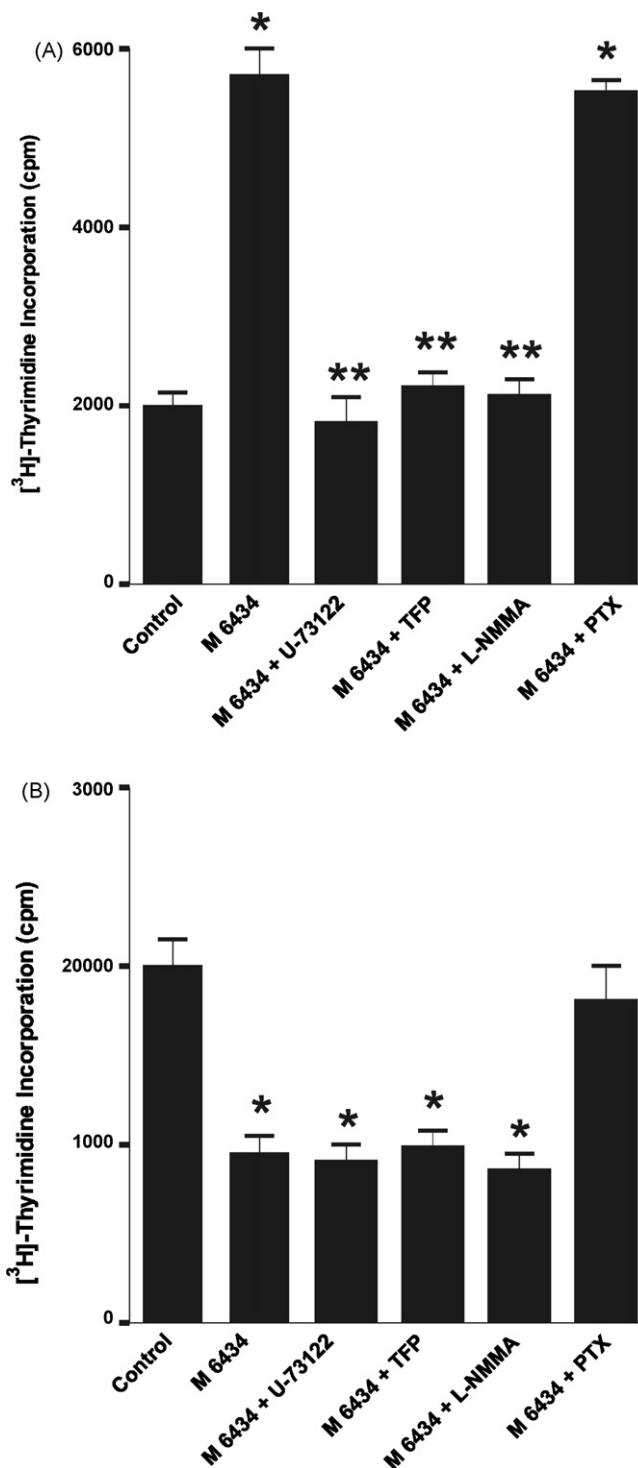 (A)
6000
4000
2000
0
[³H]-Thyrimidine Incorporation (cpm)
*
*
**
**
**
Control
M 6434
M 6434 + U-73122
M 6434 + TFP
M 6434 + L-NMMA
M 6434 + PTX
(B)
3000
20000
1000
0
[³H]-Thyrimidine Incorporation (cpm)
*
*
*
*
Control
M 6434
M 6434 + U-73122
M 6434 + TFP
M 6434 + L-NMMA
M 6434 + PTX